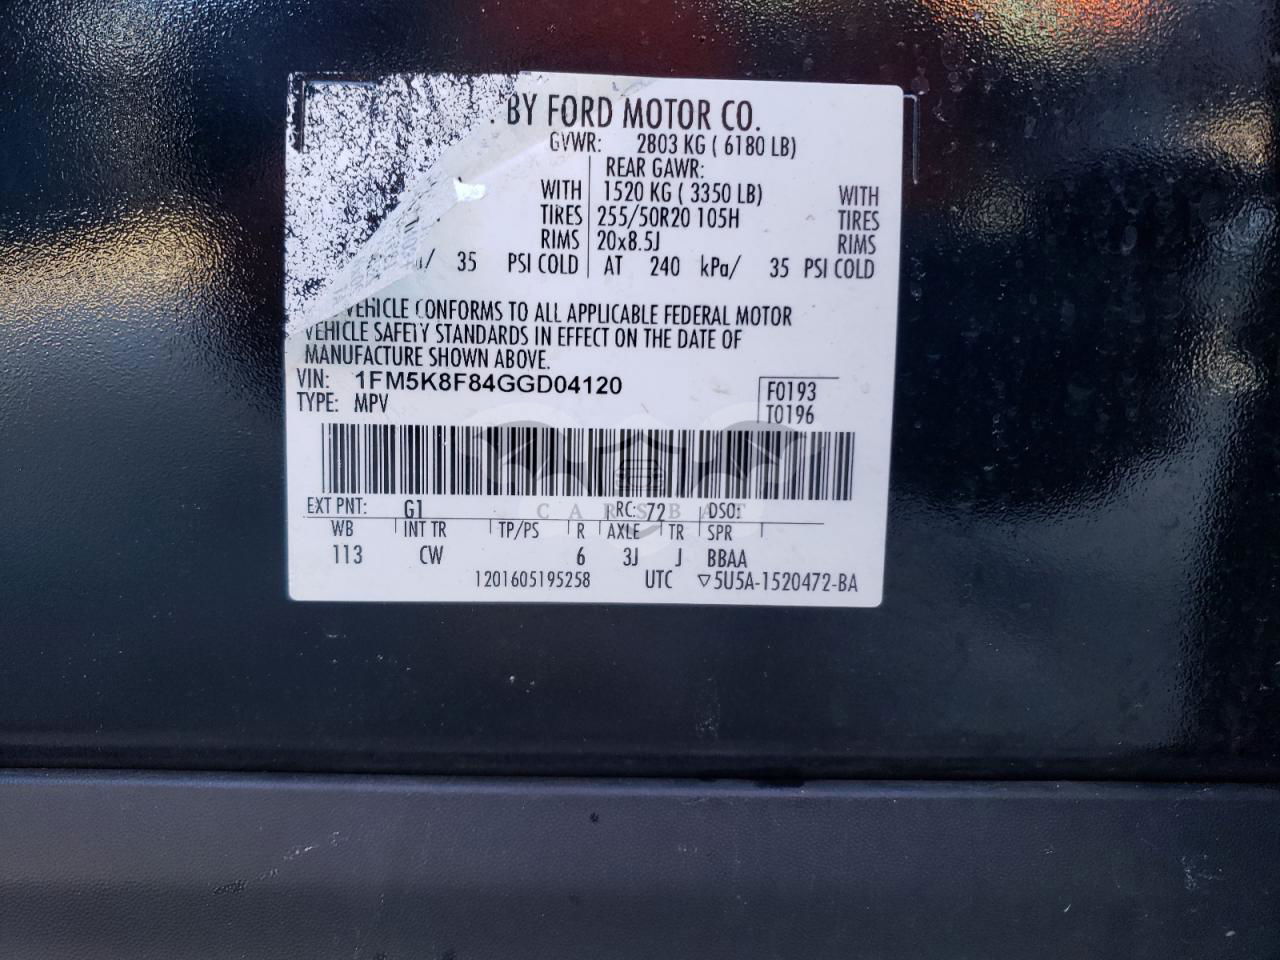 . BY FORD MOTOR CO.
GVWR: 2803 KG ( 6180 LB)
REAR GAWR:
WITH 1520 KG ( 3350 LB) WITH
TIRES 255/50R20 105H TIRES
RIMS 20x8.5J RIMS
/ 35 PSI COLD AT 240 kPa/ 35 PSI COLD
VEHICLE CONFORMS TO ALL APPLICABLE FEDERAL MOTOR
VEHICLE SAFETY STANDARDS IN EFFECT ON THE DATE OF
MANUFACTURE SHOWN ABOVE.
VIN: 1FM5K8F84GGD04120
F0193
TYPE: MPV
T0196
CARSBAT
EXT PNT: G1 RC: 72 DSO:
WB INT TR TP/PS R AXLE TR SPR
113 CW 6 3J J BBAA
1201605195258 UTC ▽5U5A-1520472-BA